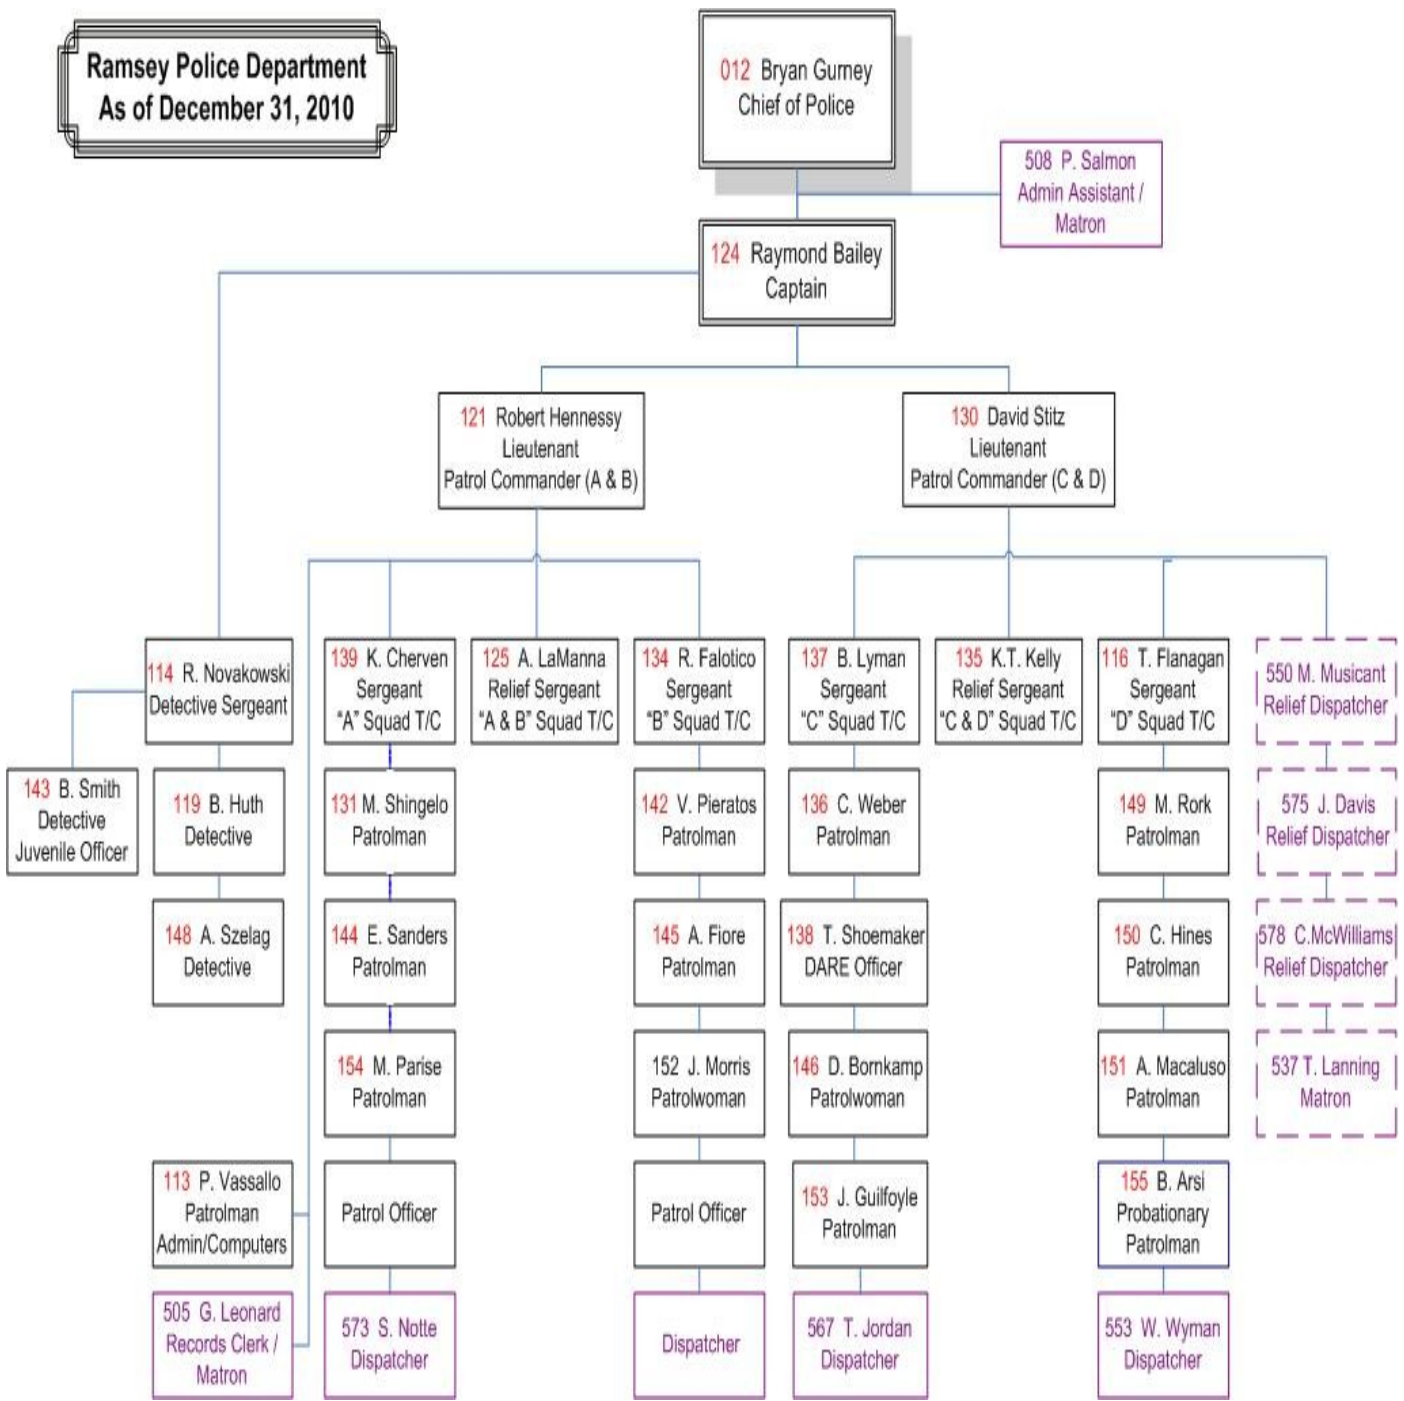 Ramsey Police Department
As of December 31, 2010
012 Bryan Gurney
Chief of Police
508 P. Salmon
Admin Assistant /
Matron
124 Raymond Bailey
Captain
121 Robert Hennessy
Lieutenant
Patrol Commander (A & B)
130 David Stitz
Lieutenant
Patrol Commander (C & D)
114 R. Novakowski
Detective Sergeant
139 K. Cherven
Sergeant
“A” Squad T/C
125 A. LaManna
Relief Sergeant
“A & B” Squad T/C
134 R. Falotico
Sergeant
“B” Squad T/C
137 B. Lyman
Sergeant
“C” Squad T/C
135 K.T. Kelly
Relief Sergeant
“C & D” Squad T/C
116 T. Flanagan
Sergeant
“D” Squad T/C
550 M. Musicant
Relief Dispatcher
143 B. Smith
Detective
Juvenile Officer
119 B. Huth
Detective
131 M. Shingelo
Patrolman
142 V. Pieratos
Patrolman
136 C. Weber
Patrolman
149 M. Rork
Patrolman
575 J. Davis
Relief Dispatcher
148 A. Szelag
Detective
144 E. Sanders
Patrolman
145 A. Fiore
Patrolman
138 T. Shoemaker
DARE Officer
150 C. Hines
Patrolman
578 C.McWilliams
Relief Dispatcher
154 M. Parise
Patrolman
152 J. Morris
Patrolwoman
146 D. Bornkamp
Patrolwoman
151 A. Macaluso
Patrolman
537 T. Lanning
Matron
113 P. Vassallo
Patrolman
Admin/Computers
Patrol Officer
Patrol Officer
153 J. Guilfoyle
Patrolman
155 B. Arsi
Probationary
Patrolman
505 G. Leonard
Records Clerk /
Matron
573 S. Notte
Dispatcher
Dispatcher
567 T. Jordan
Dispatcher
553 W. Wyman
Dispatcher